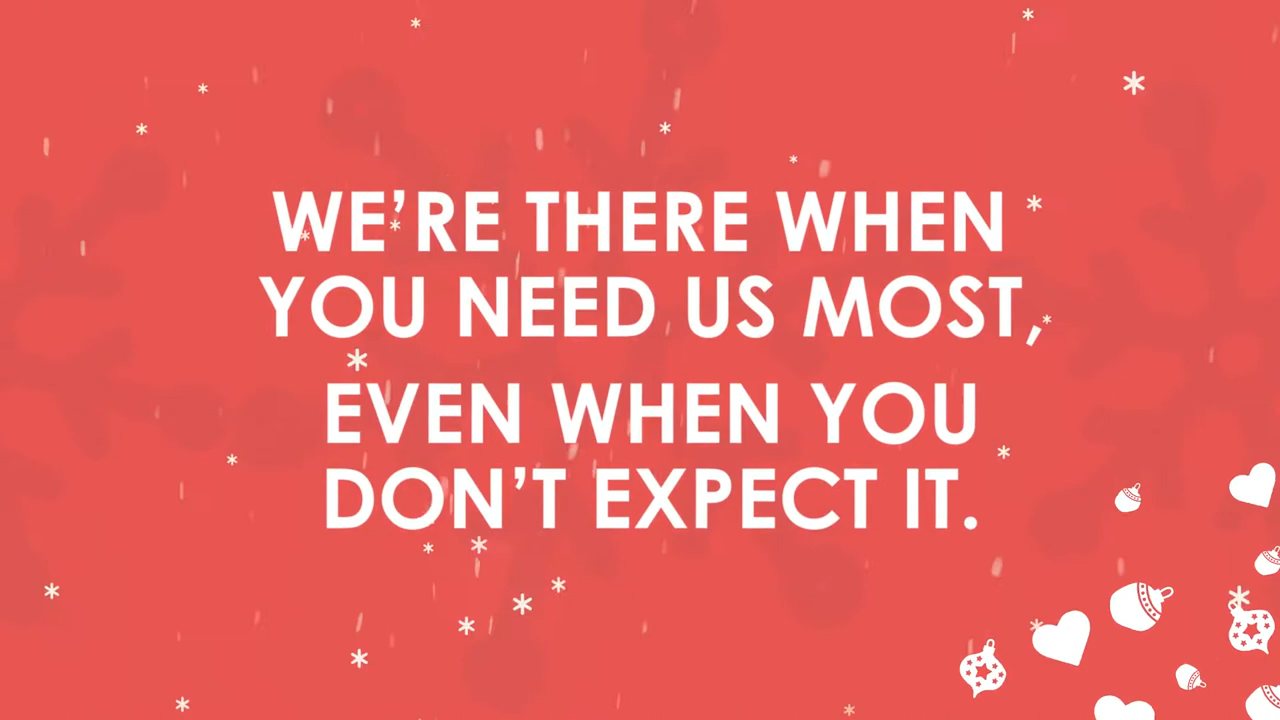 WE’RE THERE WHEN
YOU NEED US MOST,
EVEN WHEN YOU
DON’T EXPECT IT.